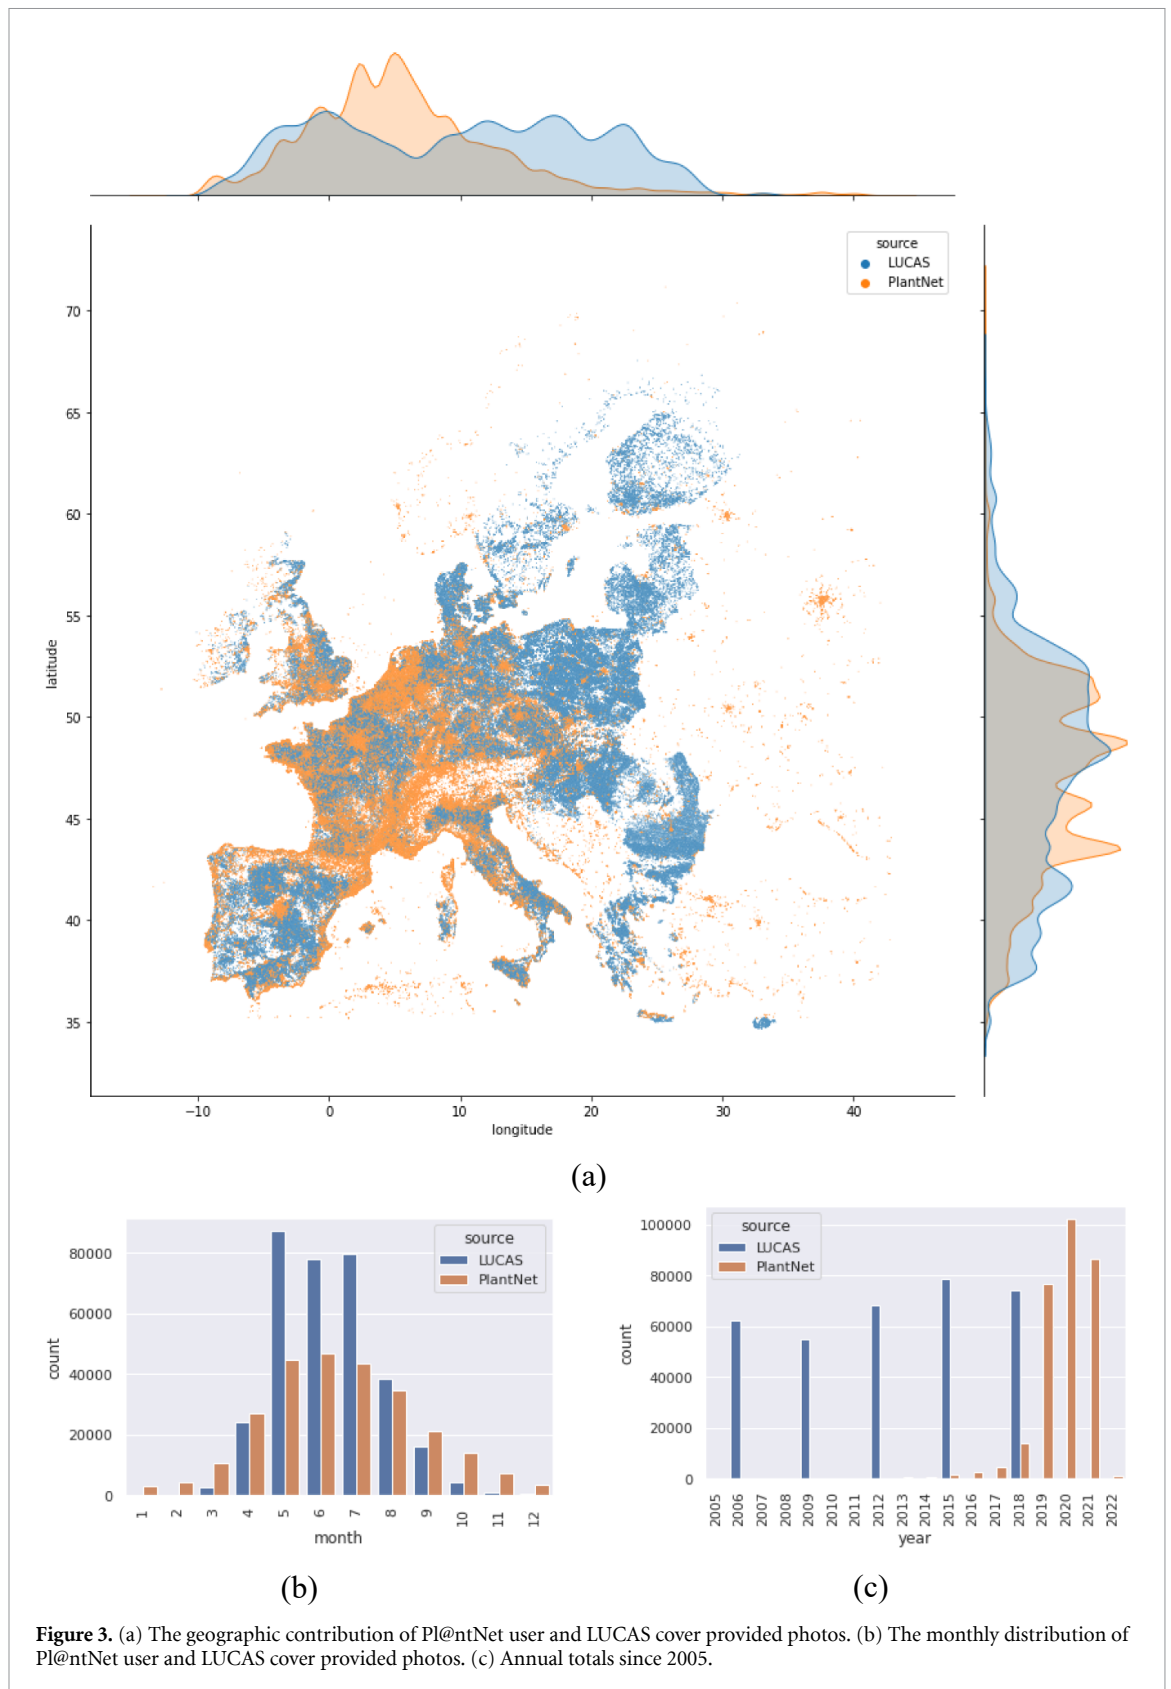 source
LUCAS
PlantNet
70
65
60
55
50
45
40
35
latitude
−10 0 10 20 30 40
longitude
(a)
source
LUCAS
PlantNet
80000
60000
40000
20000
0
count
1 2 3 4 5 6 7 8 9 10 11 12
month
(b)
source
LUCAS
PlantNet
100000
80000
60000
40000
20000
0
count
2005 2006 2007 2008 2009 2010 2011 2012 2013 2014 2015 2016 2017 2018 2019 2020 2021 2022
year
(c)
Figure 3. (a) The geographic contribution of Pl@ntNet user and LUCAS cover provided photos. (b) The monthly distribution of
Pl@ntNet user and LUCAS cover provided photos. (c) Annual totals since 2005.